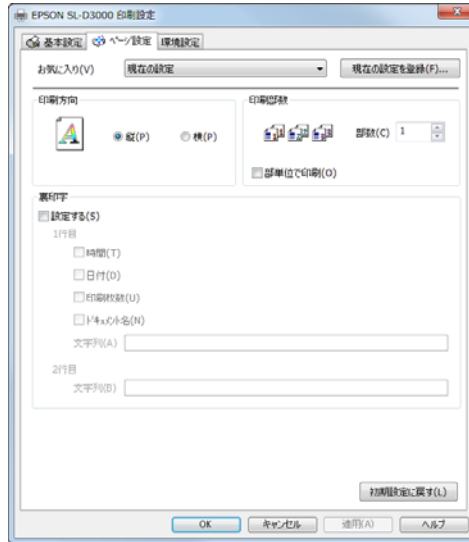 EPSON SL-D3000 印刷設定
基本設定 ページ設定 環境設定
お気に入り(V) 現在の設定 現在の設定を登録(F)...
印刷方向 印刷部数
縦(P) 横(P) 部数(C) 1
部単位で印刷(O)
裏印字
設定する(S)
1行目
時間(T)
日付(D)
印刷枚数(U)
ドキュメント名(N)
文字列(A)
2行目
文字列(B)
初期設定に戻す(L)
OK キャンセル 適用(A) ヘルプ